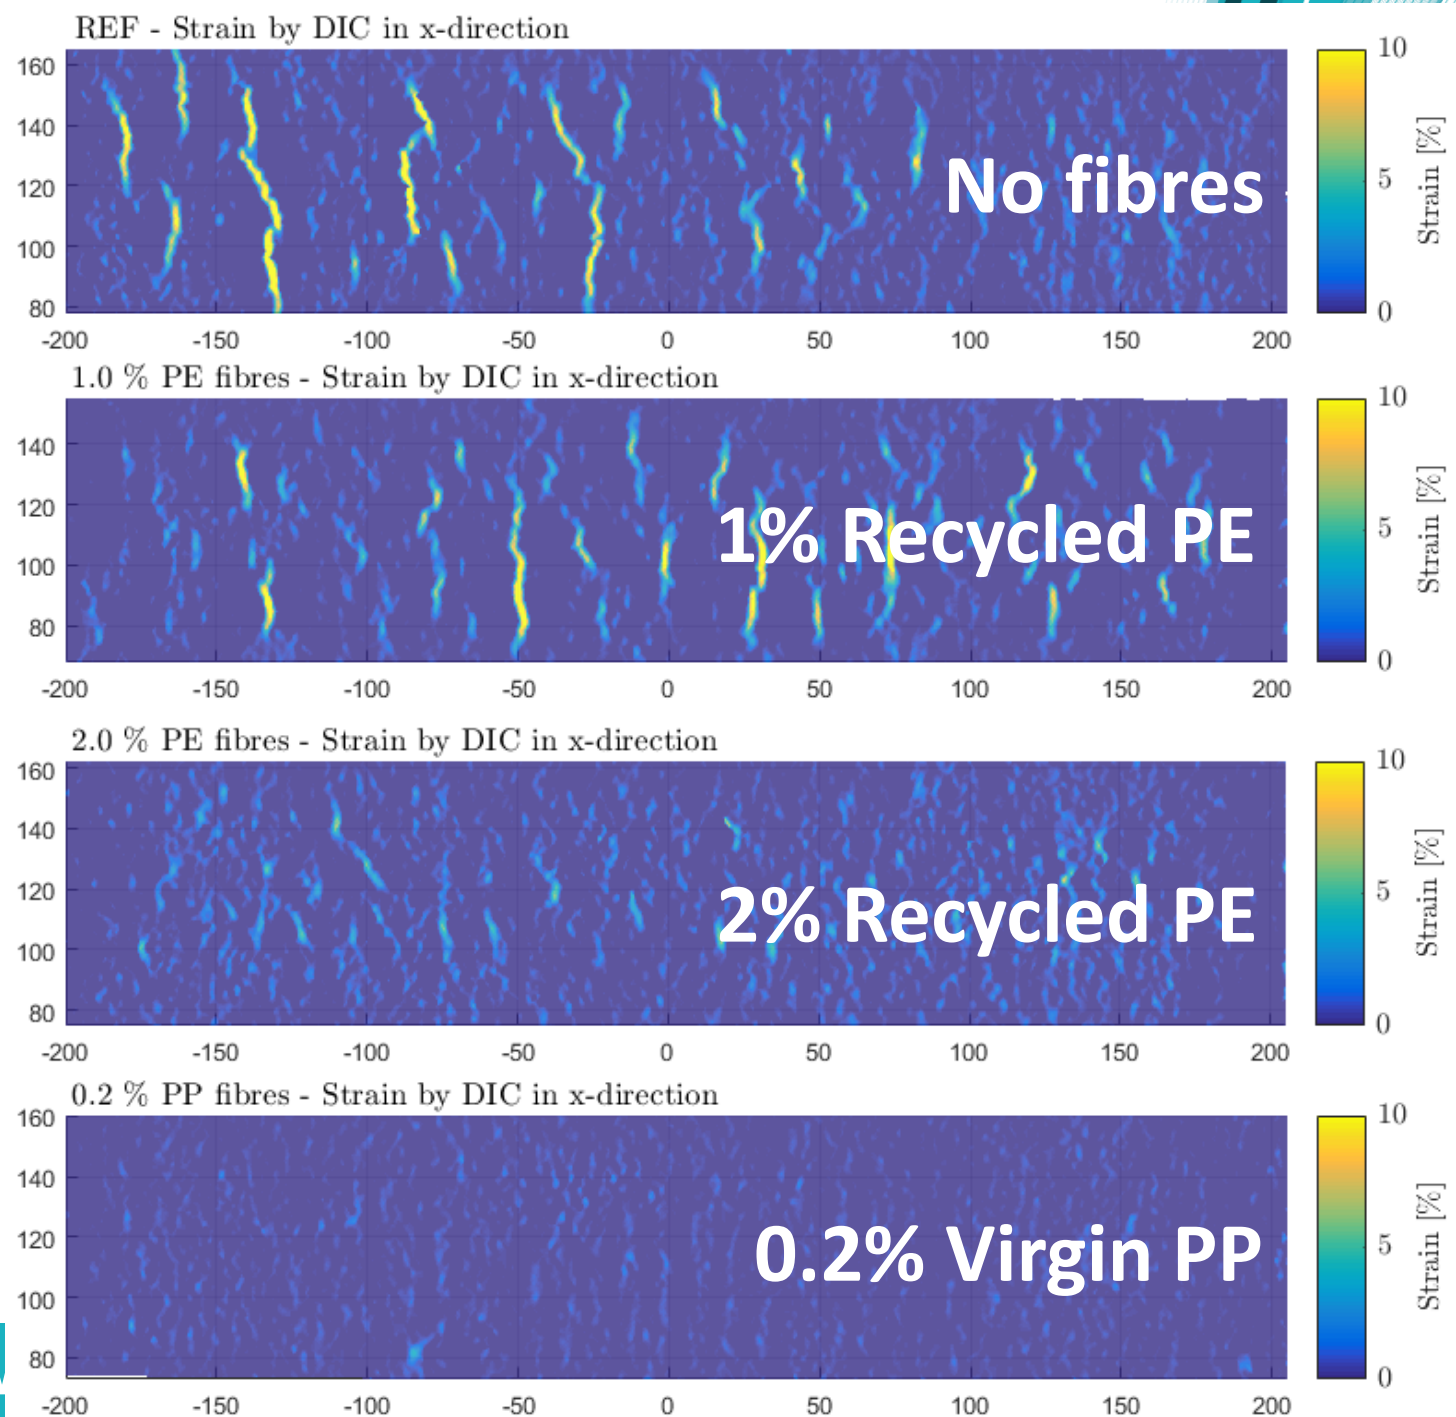 REF - Strain by DIC in x-direction
160
140
120
100
80
-200 -150 -100 -50 0 50 100 150 200
No fibres
10
5
0
Strain [%]
1.0 % PE fibres - Strain by DIC in x-direction
140
120
100
80
-200 -150 -100 -50 0 50 100 150 200
1% Recycled PE
10
5
0
Strain [%]
2.0 % PE fibres - Strain by DIC in x-direction
160
140
120
100
80
-200 -150 -100 -50 0 50 100 150 200
2% Recycled PE
10
5
0
Strain [%]
0.2 % PP fibres - Strain by DIC in x-direction
160
140
120
100
80
-200 -150 -100 -50 0 50 100 150 200
0.2% Virgin PP
10
5
0
Strain [%]